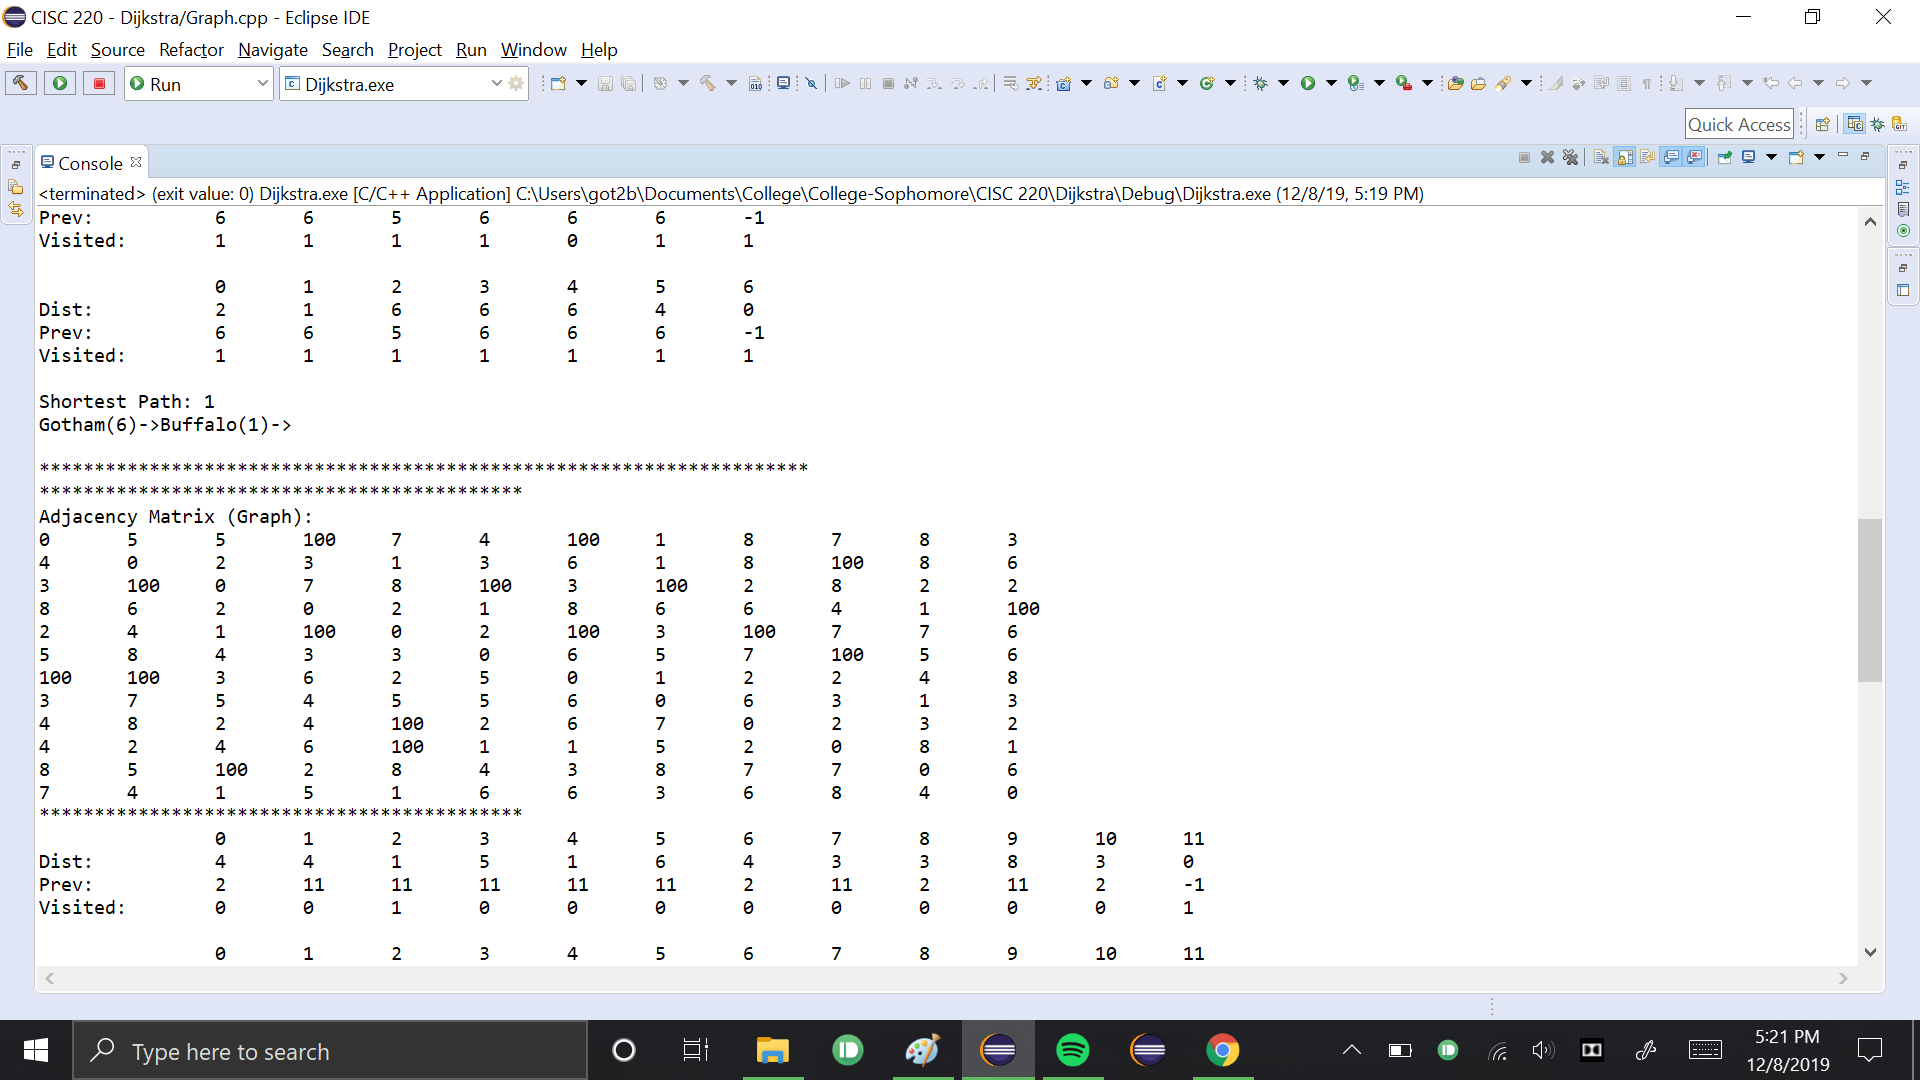 CISC 220 - Dijkstra/Graph.cpp - Eclipse IDE
File Edit Source Refactor Navigate Search Project Run Window Help
Run Dijkstra.exe
Quick Access
Console
<terminated> (exit value: 0) Dijkstra.exe [C/C++ Application] C:\Users\got2b\Documents\College\College-Sophomore\CISC 220\Dijkstra\Debug\Dijkstra.exe (12/8/19, 5:19 PM)
Prev: 6 6 5 6 6 6 -1
Visited: 1 1 1 1 0 1 1
0 1 2 3 4 5 6
Dist: 2 1 6 6 6 4 0
Prev: 6 6 5 6 6 6 -1
Visited: 1 1 1 1 1 1 1
Shortest Path: 1
Gotham(6)->Buffalo(1)->
**********************************************************************
********************************************
Adjacency Matrix (Graph):
0 5 5 100 7 4 100 1 8 7 8 3
4 0 2 3 1 3 6 1 8 100 8 6
3 100 0 7 8 100 3 100 2 8 2 2
8 6 2 0 2 1 8 6 6 4 1 100
2 4 1 100 0 2 100 3 100 7 7 6
5 8 4 3 3 0 6 5 7 100 5 6
100 100 3 6 2 5 0 1 2 2 4 8
3 7 5 4 5 5 6 0 6 3 1 3
4 8 2 4 100 2 6 7 0 2 3 2
4 2 4 6 100 1 1 5 2 0 8 1
8 5 100 2 8 4 3 8 7 7 0 6
7 4 1 5 1 6 6 3 6 8 4 0
********************************************
0 1 2 3 4 5 6 7 8 9 10 11
Dist: 4 4 1 5 1 6 4 3 3 8 3 0
Prev: 2 11 11 11 11 11 2 11 2 11 2 -1
Visited: 0 0 1 0 0 0 0 0 0 0 0 1
0 1 2 3 4 5 6 7 8 9 10 11
Type here to search
5:21 PM
12/8/2019